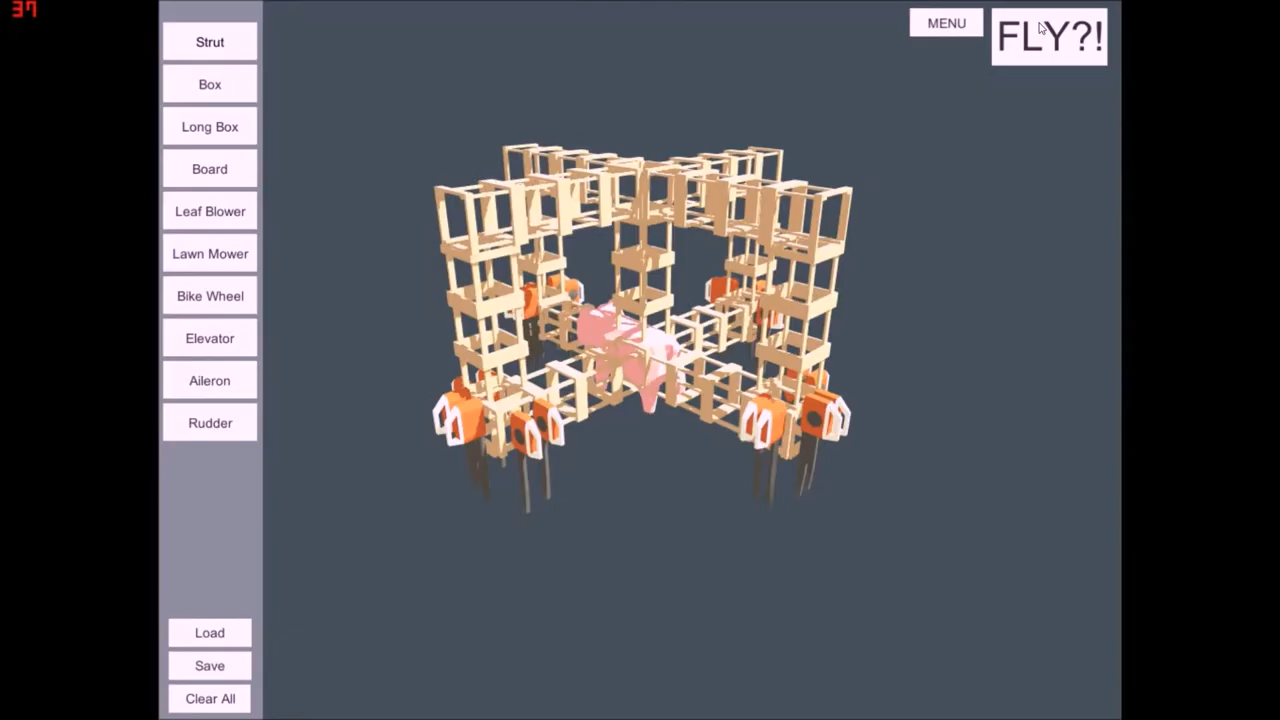 37
Strut
Box
Long Box
Board
Leaf Blower
Lawn Mower
Bike Wheel
Elevator
Aileron
Rudder
Load
Save
Clear All
MENU
FLY?!